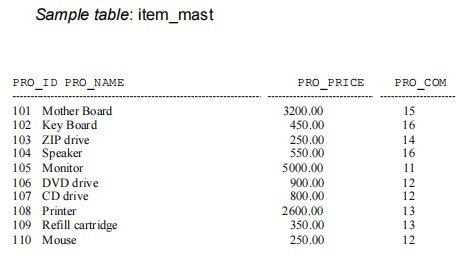 Sample table: item_mast
PRO_ID PRO_NAME PRO_PRICE PRO_COM
101 Mother Board 3200.00 15
102 Key Board 450.00 16
103 ZIP drive 250.00 14
104 Speaker 550.00 16
105 Monitor 5000.00 11
106 DVD drive 900.00 12
107 CD drive 800.00 12
108 Printer 2600.00 13
109 Refill cartridge 350.00 13
110 Mouse 250.00 12